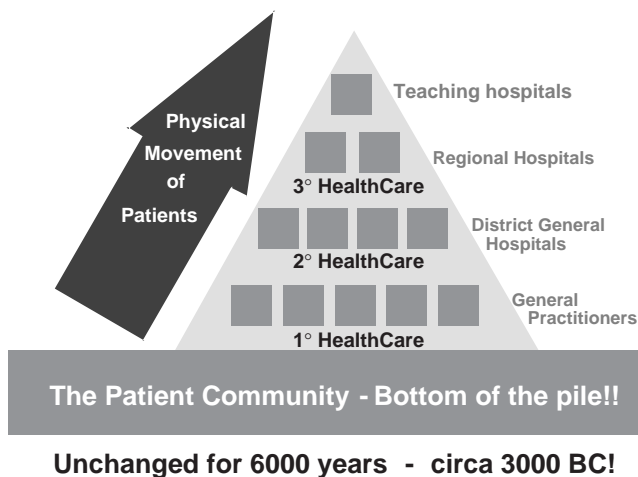 Physical
Movement
of
Patients
Teaching hospitals
Regional Hospitals
3° HealthCare
District General
Hospitals
2° HealthCare
General
Practitioners
1° HealthCare
The Patient Community - Bottom of the pile!!
Unchanged for 6000 years - circa 3000 BC!